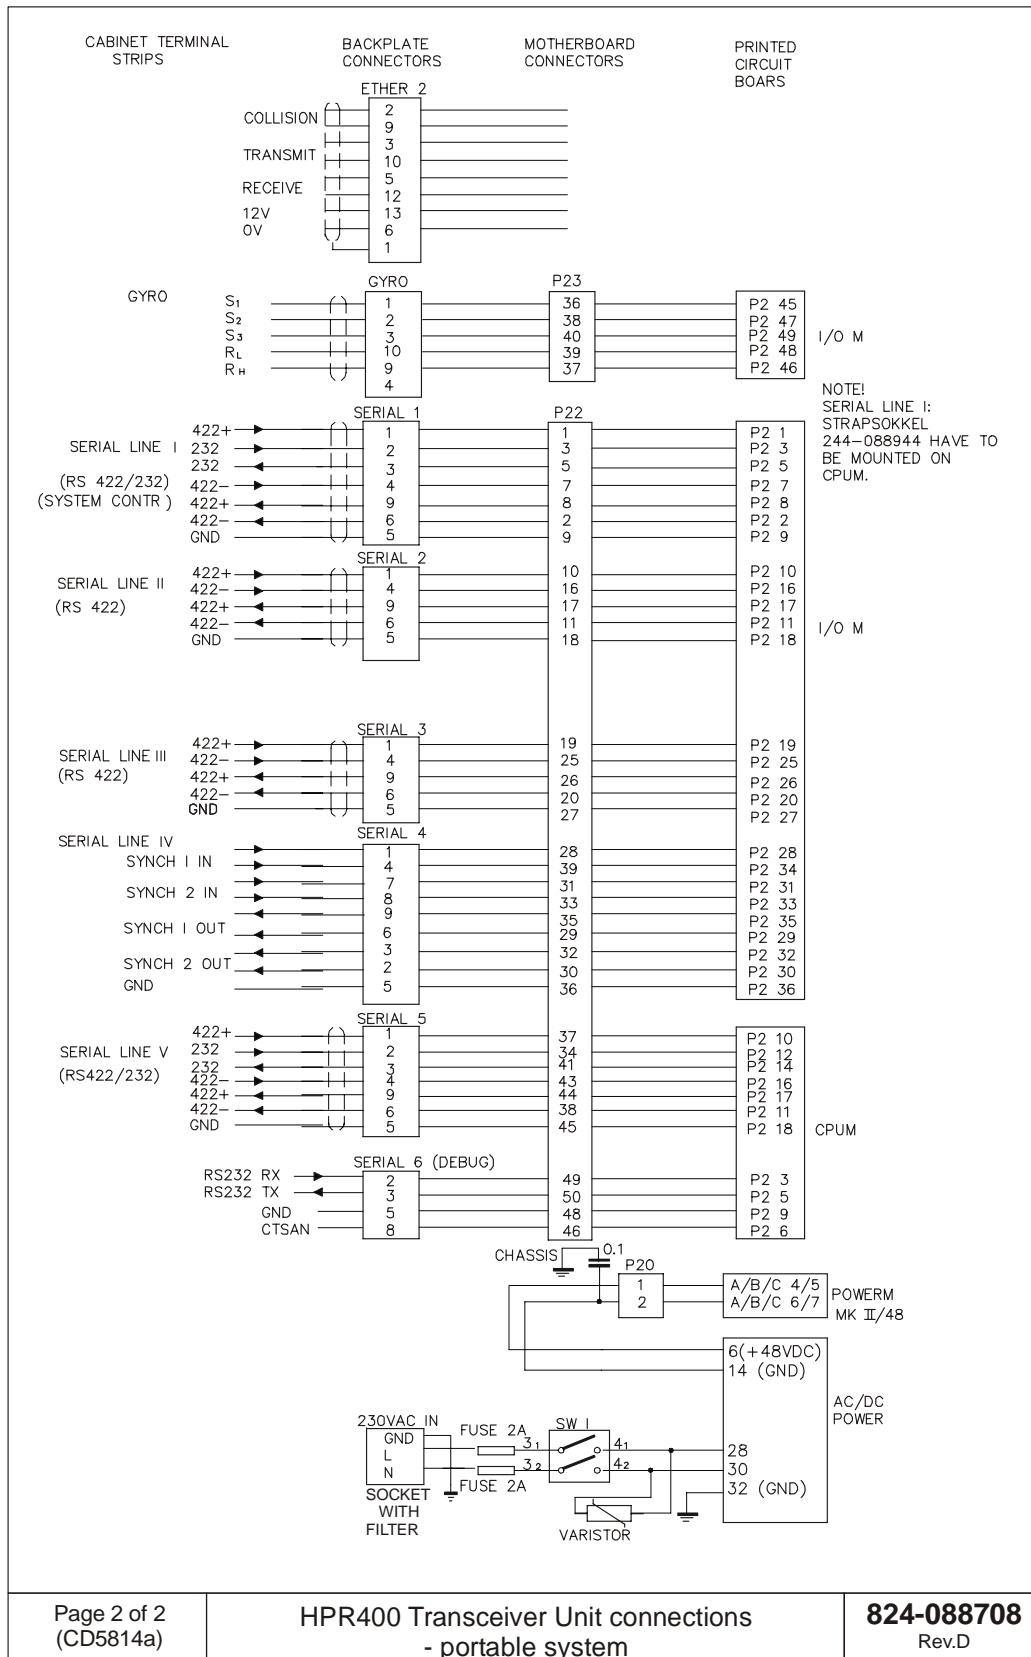 CABINET TERMINAL
STRIPS
BACKPLATE
CONNECTORS
MOTHERBOARD
CONNECTORS
PRINTED
CIRCUIT
BOARS
ETHER 2
COLLISION
2
9
TRANSMIT
3
10
RECEIVE
5
12
12V
13
0V
6
1
GYRO
GYRO
P23
S1 1 36 P2 45
S2 2 38 P2 47
S3 3 40 P2 49
RL 10 39 P2 48
RH 9 37 P2 46
4
I/O M
NOTE!
SERIAL LINE I:
STRAPSOKKEL
244-088944 HAVE TO
BE MOUNTED ON
CPUM.
SERIAL 1
P22
SERIAL LINE I
(RS 422/232)
(SYSTEM CONTR)
422+ 1 1 P2 1
232 2 3 P2 3
232 3 5 P2 5
422- 4 7 P2 7
422+ 9 8 P2 8
422- 6 2 P2 2
GND 5 9 P2 9
SERIAL 2
SERIAL LINE II
(RS 422)
422+ 1 10 P2 10
422- 4 16 P2 16
422+ 9 17 P2 17
422- 6 11 P2 11
GND 5 18 P2 18
I/O M
SERIAL 3
SERIAL LINE III
(RS 422)
422+ 1 19 P2 19
422- 4 25 P2 25
422+ 9 26 P2 26
422- 6 20 P2 20
GND 5 27 P2 27
SERIAL 4
SERIAL LINE IV
1 28 P2 28
SYNCH 1 IN 4 39 P2 34
7 31 P2 31
SYNCH 2 IN 8 33 P2 33
9 35 P2 35
SYNCH 1 OUT 6 29 P2 29
3 32 P2 32
SYNCH 2 OUT 2 30 P2 30
GND 5 36 P2 36
SERIAL 5
SERIAL LINE V
(RS422/232)
422+ 1 37 P2 10
232 2 34 P2 12
232 3 41 P2 14
422- 4 43 P2 16
422+ 9 44 P2 17
422- 6 38 P2 11
GND 5 45 P2 18
CPUM
SERIAL 6 (DEBUG)
RS232 RX 2 49 P2 3
RS232 TX 3 50 P2 5
GND 5 48 P2 9
CTSAN 8 46 P2 6
CHASSIS
0.1
P20
1 A/B/C 4/5
2 A/B/C 6/7
POWERM
MK II/48
6(+48VDC)
14 (GND)
AC/DC
POWER
230VAC IN
GND
L
N
SOCKET
WITH
FILTER
FUSE 2A
FUSE 2A
SW 1
31 41
32 42
28
30
32 (GND)
VARISTOR
Page 2 of 2
(CD5814a)
HPR400 Transceiver Unit connections
- portable system
824-088708
Rev.D